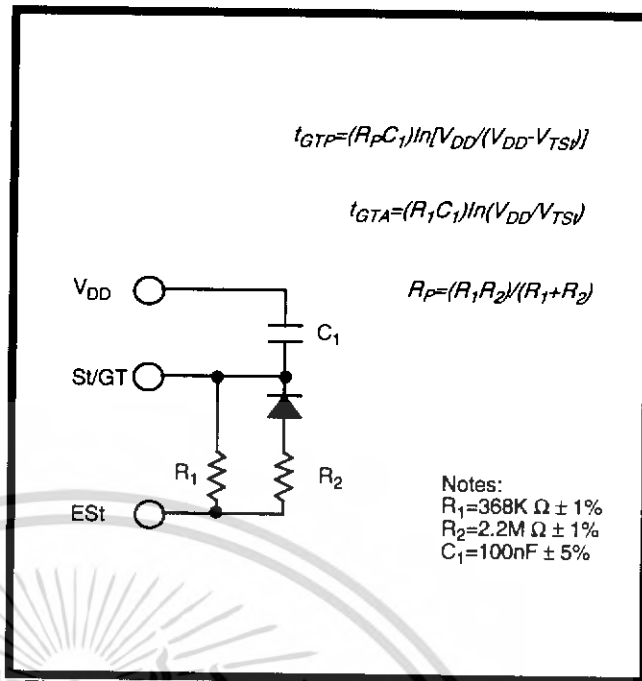 t_GTP=(R_PC_1)ln[V_DD/(V_DD-V_TSt)]
t_GTA=(R_1C_1)ln(V_DD/V_TSt)
R_P=(R_1R_2)/(R_1+R_2)
V_DD
C_1
St/GT
R_1
R_2
ESt
Notes:
R_1=368K Ω ± 1%
R_2=2.2M Ω ± 1%
C_1=100nF ± 5%